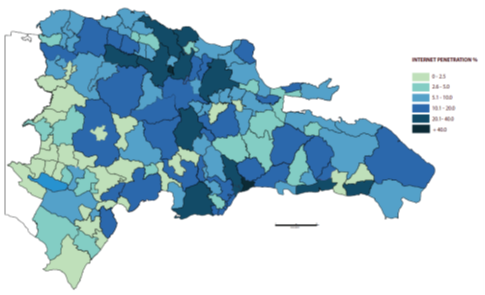 INTERNET PENETRATION %
0 - 2.5
2.6 - 5.0
5.1 - 10.0
10.1 - 20.0
20.1 - 40.0
> 40.0